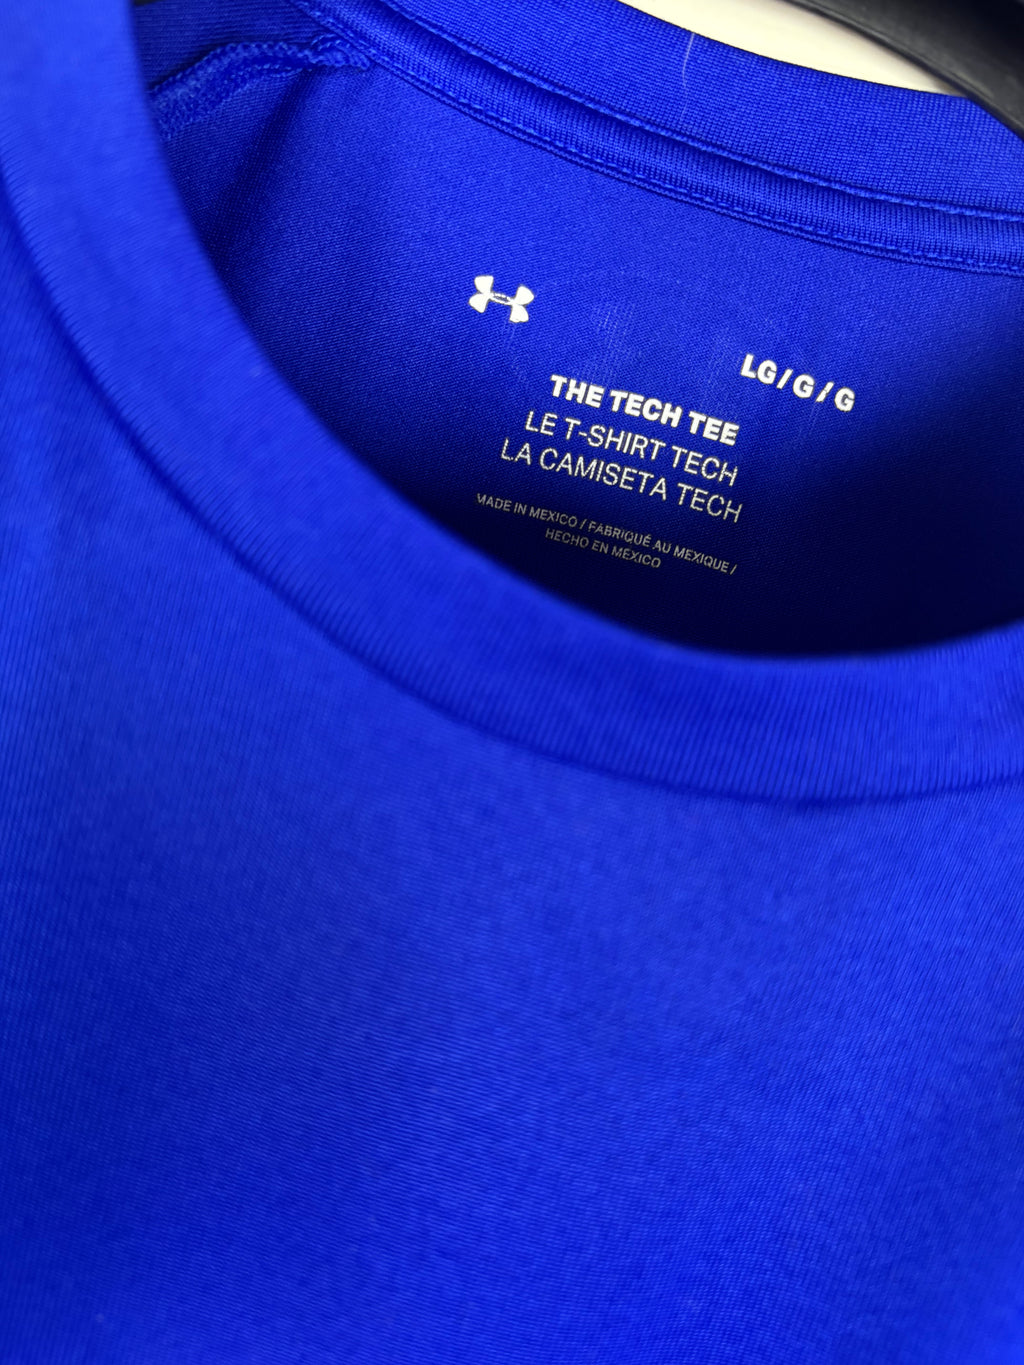 LG / G / G
THE TECH TEE
LE T-SHIRT TECH
LA CAMISETA TECH
MADE IN MEXICO / FABRIQUÉ AU MEXIQUE /
HECHO EN MÉXICO